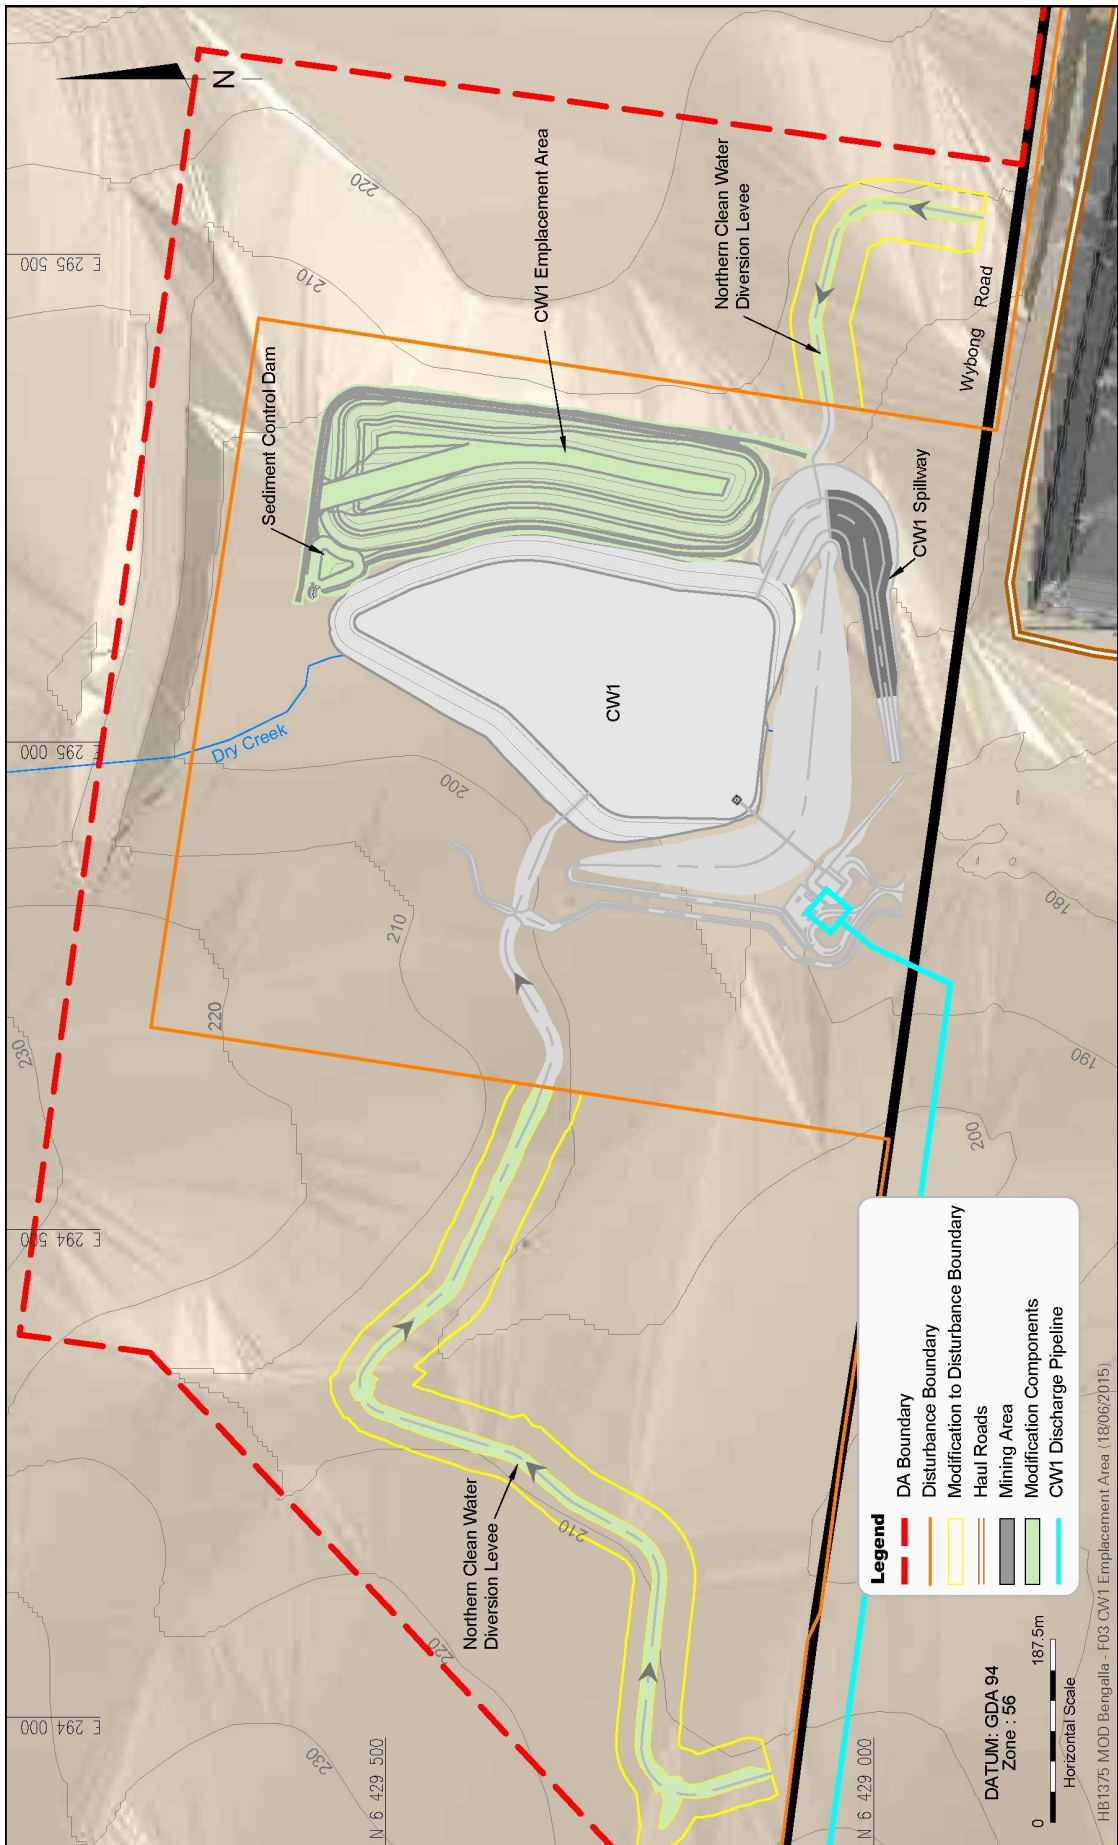 E 294 000
E 294 500
E 295 000
E 295 500
N
230
220
220
210
230
220
210
200
210
210
200
190
180
Dry Creek
Sediment Control Dam
CW1 Emplacement Area
Northern Clean Water
Diversion Levee
Northern Clean Water
Diversion Levee
CW1
CW1 Spillway
Wybong Road
N 6 429 500
N 6 429 000
DATUM: GDA 94
Zone : 56
0 187.5m
Horizontal Scale
Legend
DA Boundary
Disturbance Boundary
Modification to Disturbance Boundary
Haul Roads
Mining Area
Modification Components
CW1 Discharge Pipeline
HB1375 MOD Bengalla - F03 CW1 Emplacement Area (18/06/2015)